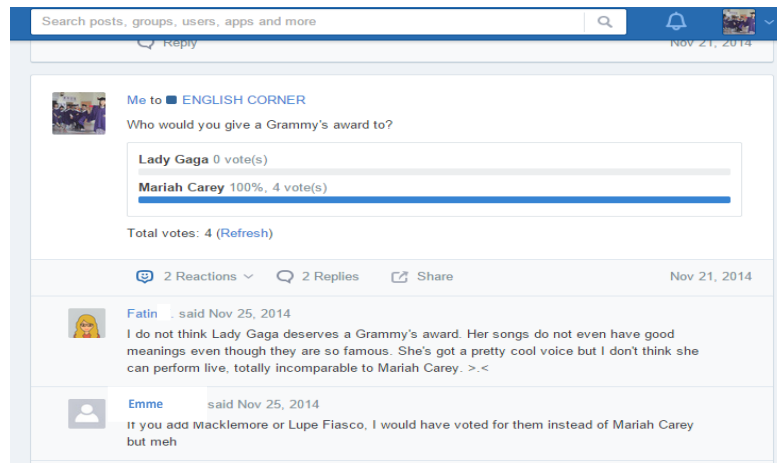 Search posts, groups, users, apps and more
Reply Nov 21, 2014
Me to ENGLISH CORNER
Who would you give a Grammy's award to?
Lady Gaga 0 vote(s)
Mariah Carey 100%, 4 vote(s)
Total votes: 4 (Refresh)
2 Reactions 2 Replies Share Nov 21, 2014
Fatin . said Nov 25, 2014
I do not think Lady Gaga deserves a Grammy's award. Her songs do not even have good
meanings even though they are so famous. She's got a pretty cool voice but I don't think she
can perform live, totally incomparable to Mariah Carey. >.<
Emme said Nov 25, 2014
If you add Macklemore or Lupe Fiasco, I would have voted for them instead of Mariah Carey
but meh